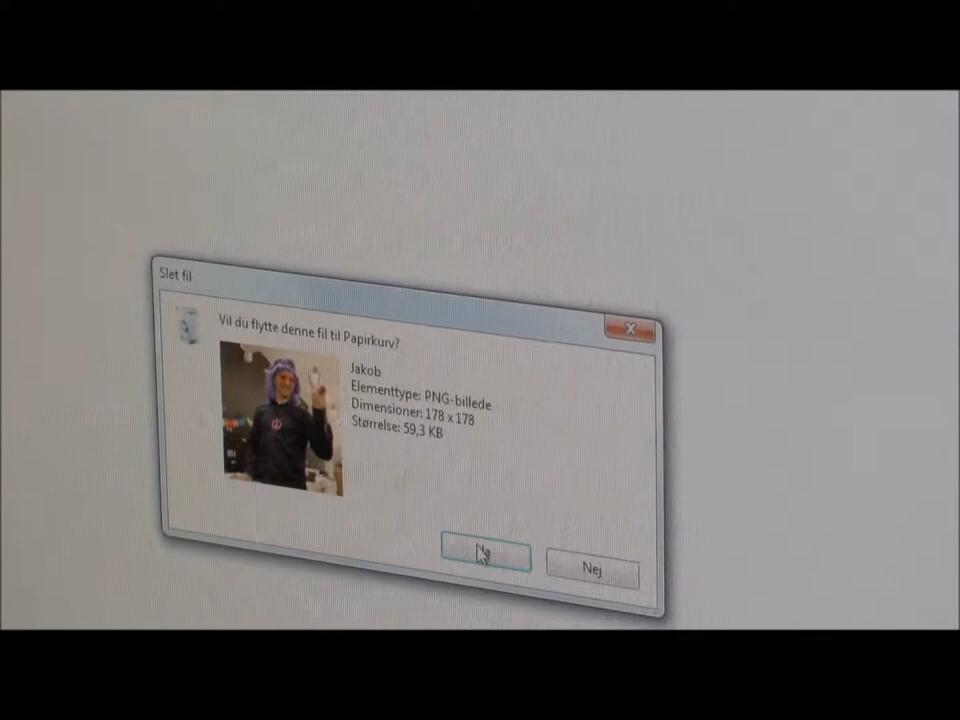 Slet fil
Vil du flytte denne fil til Papirkurv?
Jakob
Elementtype: PNG-billede
Dimensioner: 178 x 178
Størrelse: 59,3 KB
Ja
Nej